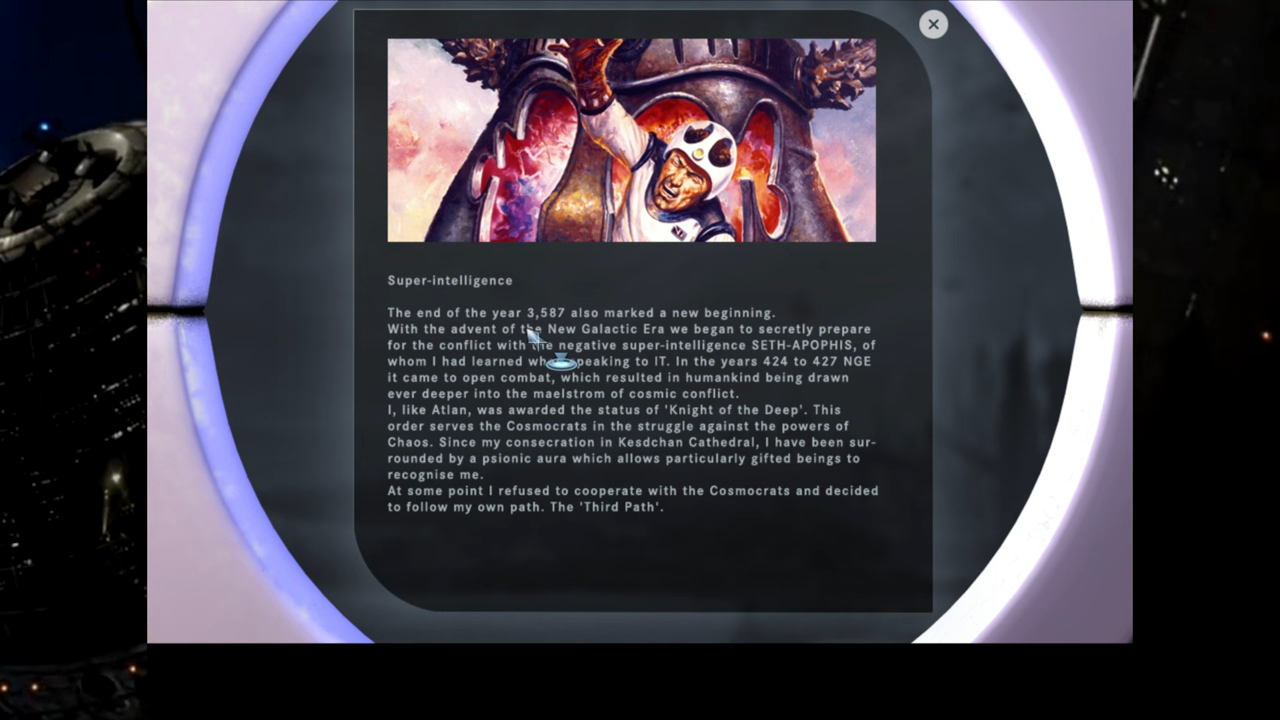 Super-intelligence
The end of the year 3,587 also marked a new beginning.
With the advent of the New Galactic Era we began to secretly prepare
for the conflict with the negative super-intelligence SETH-APOPHIS, of
whom I had learned when speaking to IT. In the years 424 to 427 NGE
it came to open combat, which resulted in humankind being drawn
ever deeper into the maelstrom of cosmic conflict.
I, like Atlan, was awarded the status of 'Knight of the Deep'. This
order serves the Cosmocrats in the struggle against the powers of
Chaos. Since my consecration in Kesdchan Cathedral, I have been sur-
rounded by a psionic aura which allows particularly gifted beings to
recognise me.
At some point I refused to cooperate with the Cosmocrats and decided
to follow my own path. The 'Third Path'.